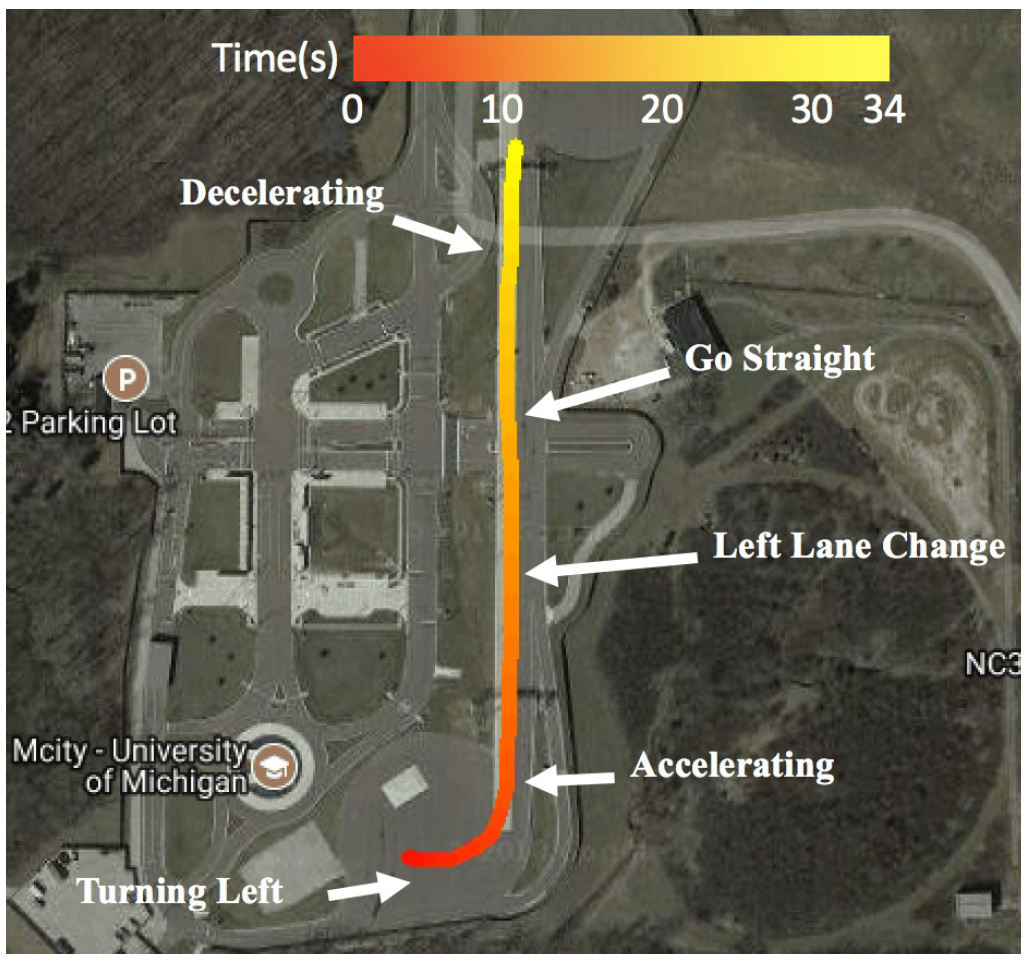 Time(s)
0 10 20 30 34
Decelerating
Go Straight
P
2 Parking Lot
Left Lane Change
NC3
Mcity - University
of Michigan
Accelerating
Turning Left